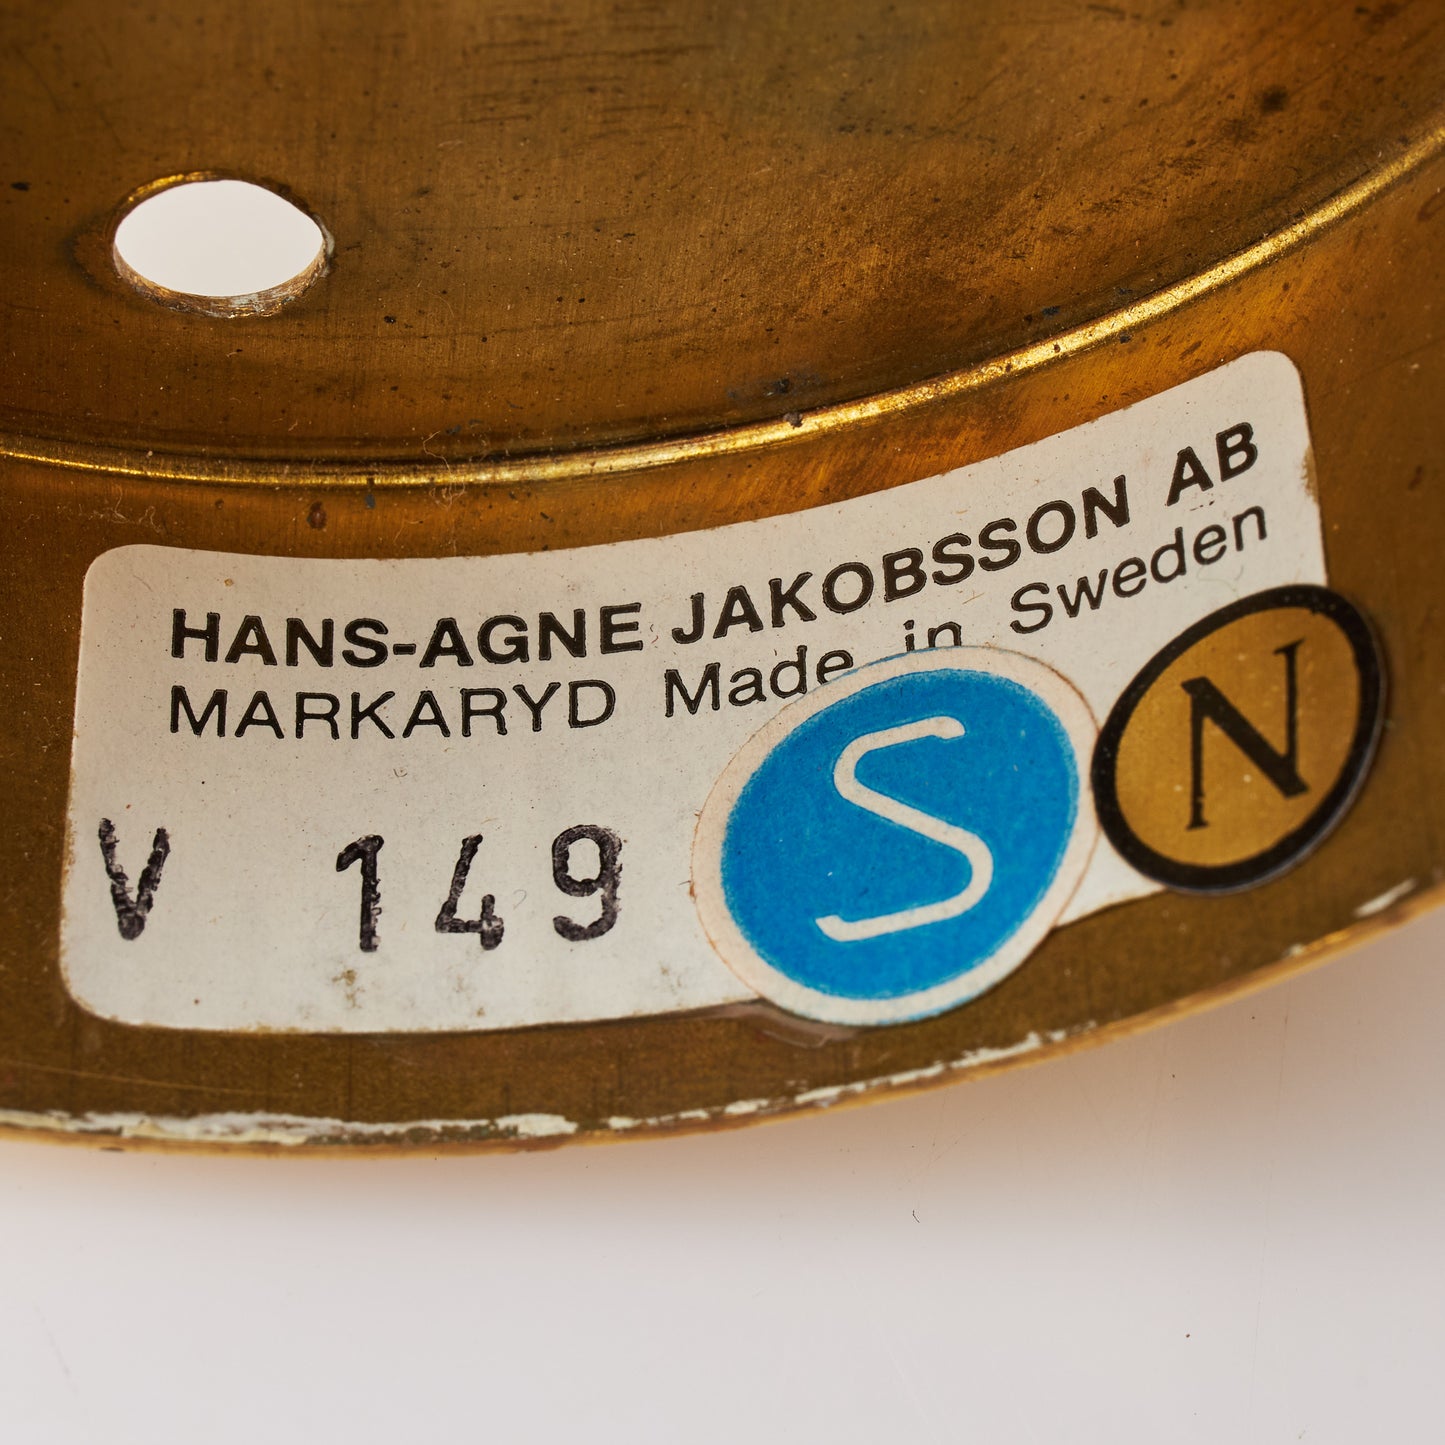 HANS-AGNE JAKOBSSON AB
MARKARYD Made in Sweden
V 149
S
N